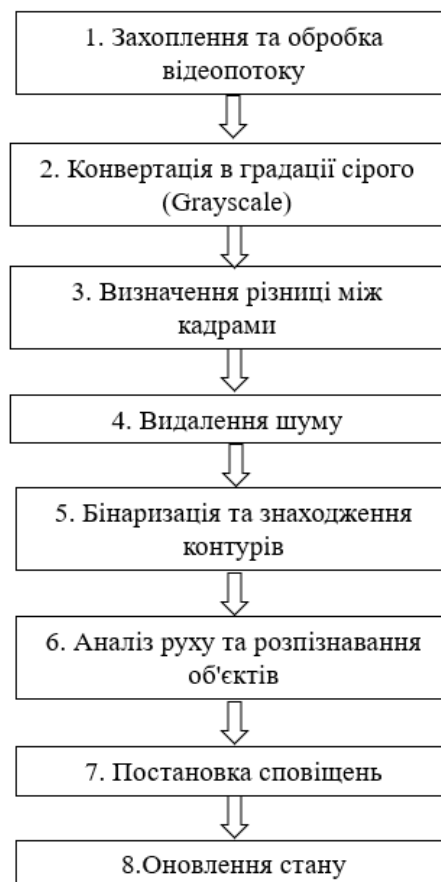 1. Захоплення та обробка
відеопотоку
2. Конвертація в градації сірого
(Grayscale)
3. Визначення різниці між
кадрами
4. Видалення шуму
5. Бінаризація та знаходження
контурів
6. Аналіз руху та розпізнавання
об'єктів
7. Постановка сповіщень
8.Оновлення стану